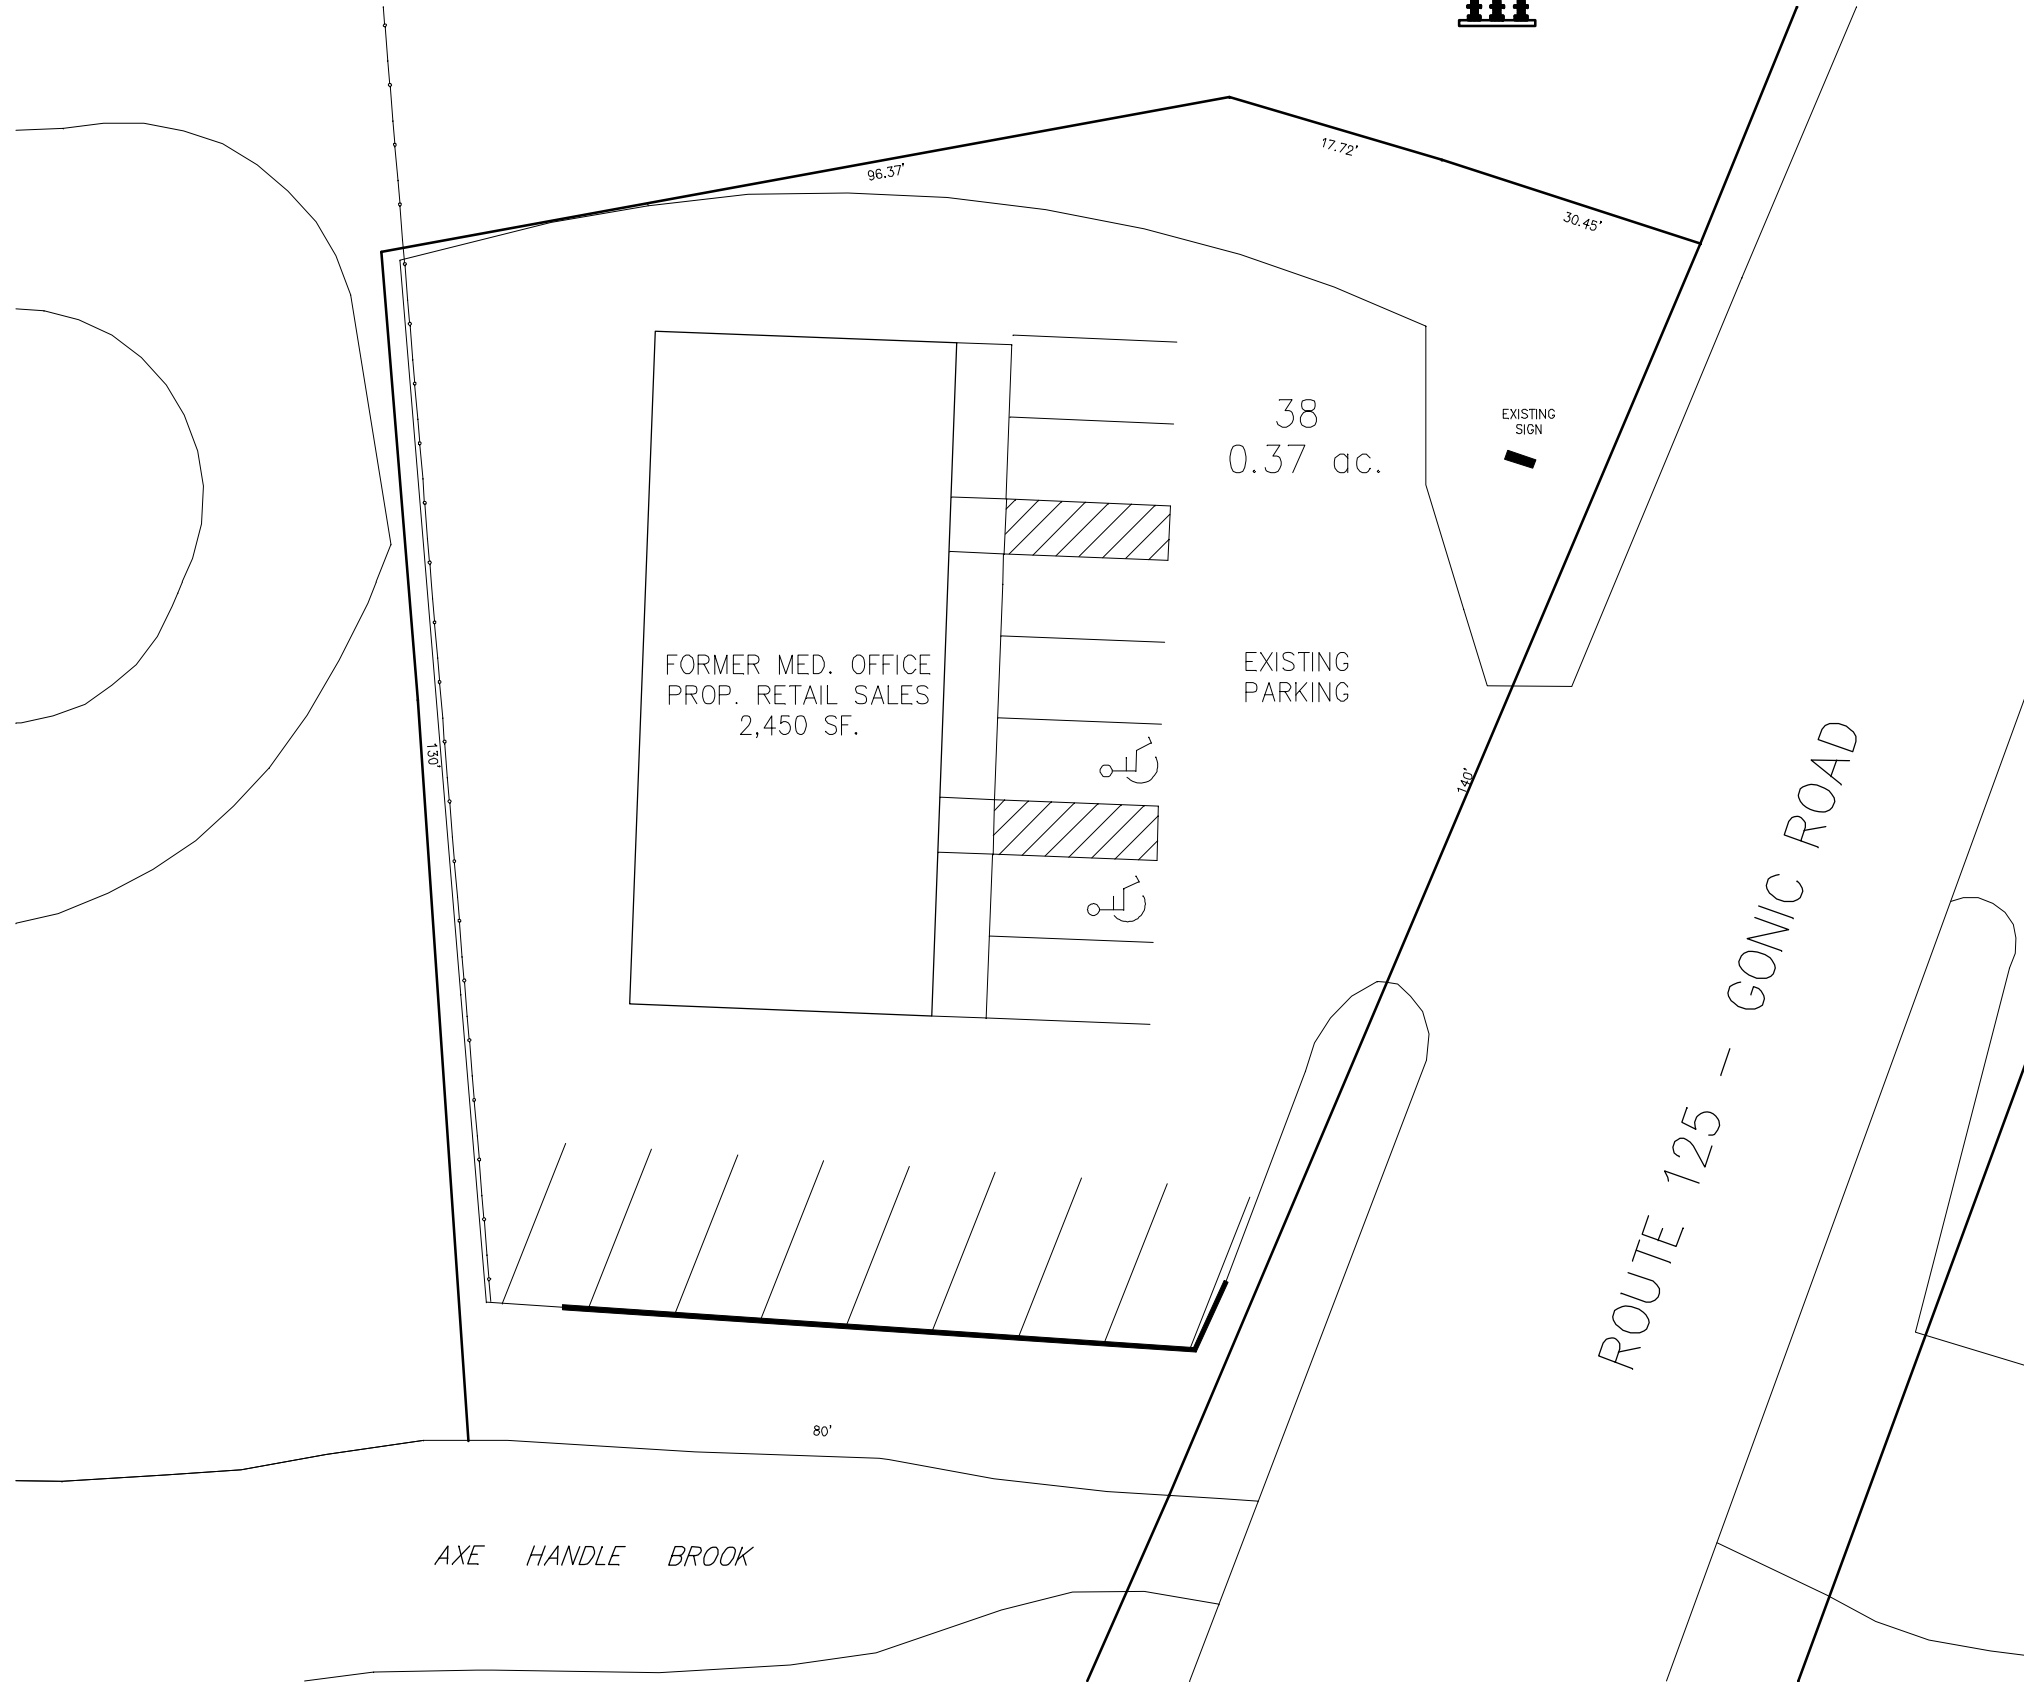 17.72'
96.37'
30.45'
38
0.37 ac.
EXISTING
SIGN
FORMER MED. OFFICE
PROP. RETAIL SALES
2,450 SF.
EXISTING
PARKING
130'
140'
ROUTE 125 - GONIC ROAD
80'
AXE HANDLE BROOK